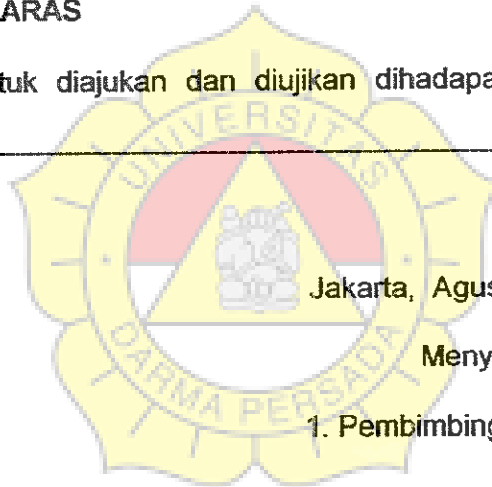 ARAS
tuk diajukan dan diujikan dihadapa
UNIVERSITAS
Jakarta, Agus
Meny
DARMA PERSADA
1. Pembimbing